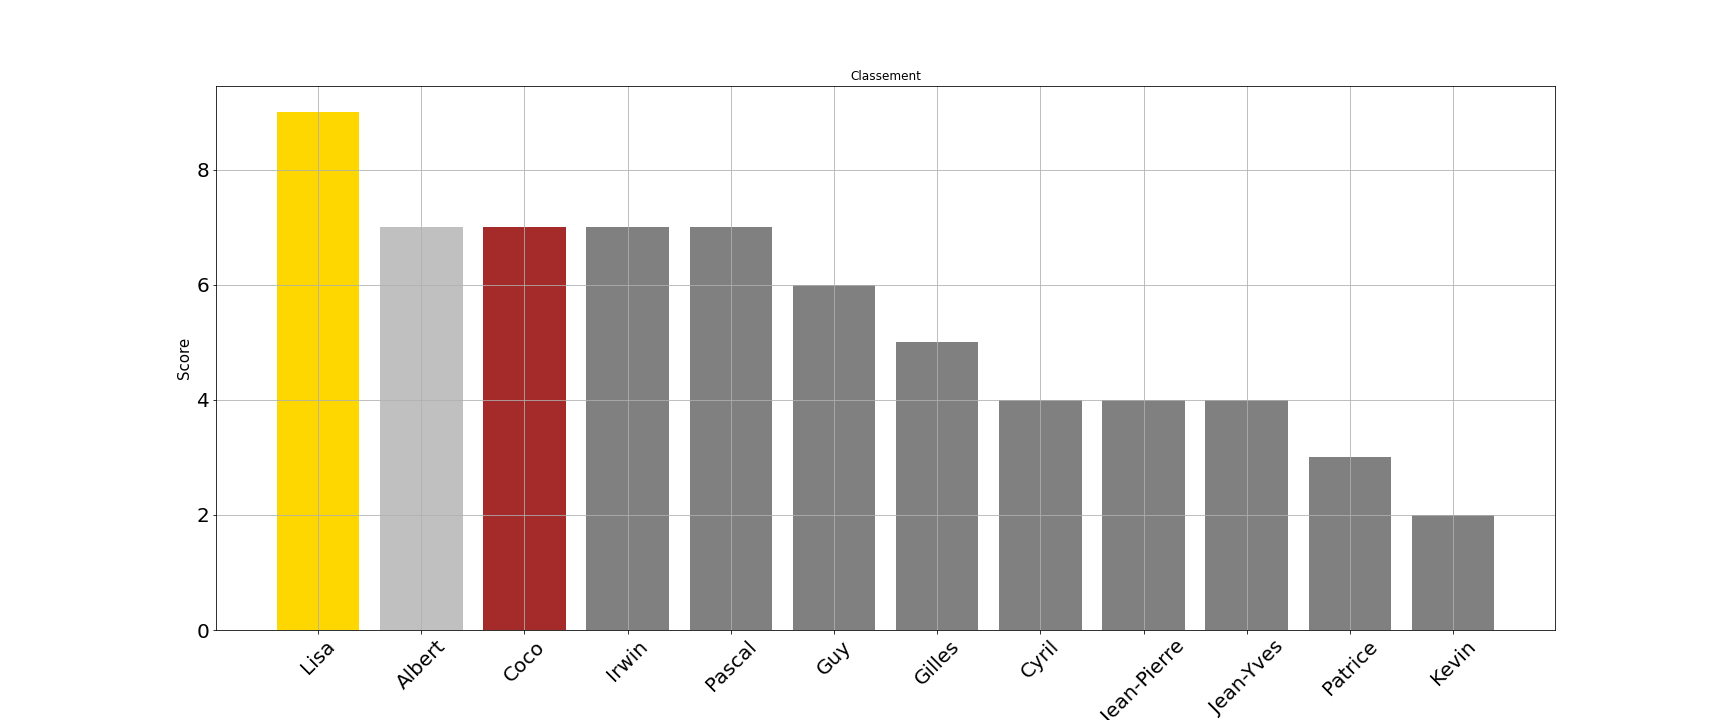 Classement
Score
8
6
4
2
0
Lisa
Albert
Coco
Irwin
Pascal
Guy
Gilles
Cyril
Jean-Pierre
Jean-Yves
Patrice
Kevin